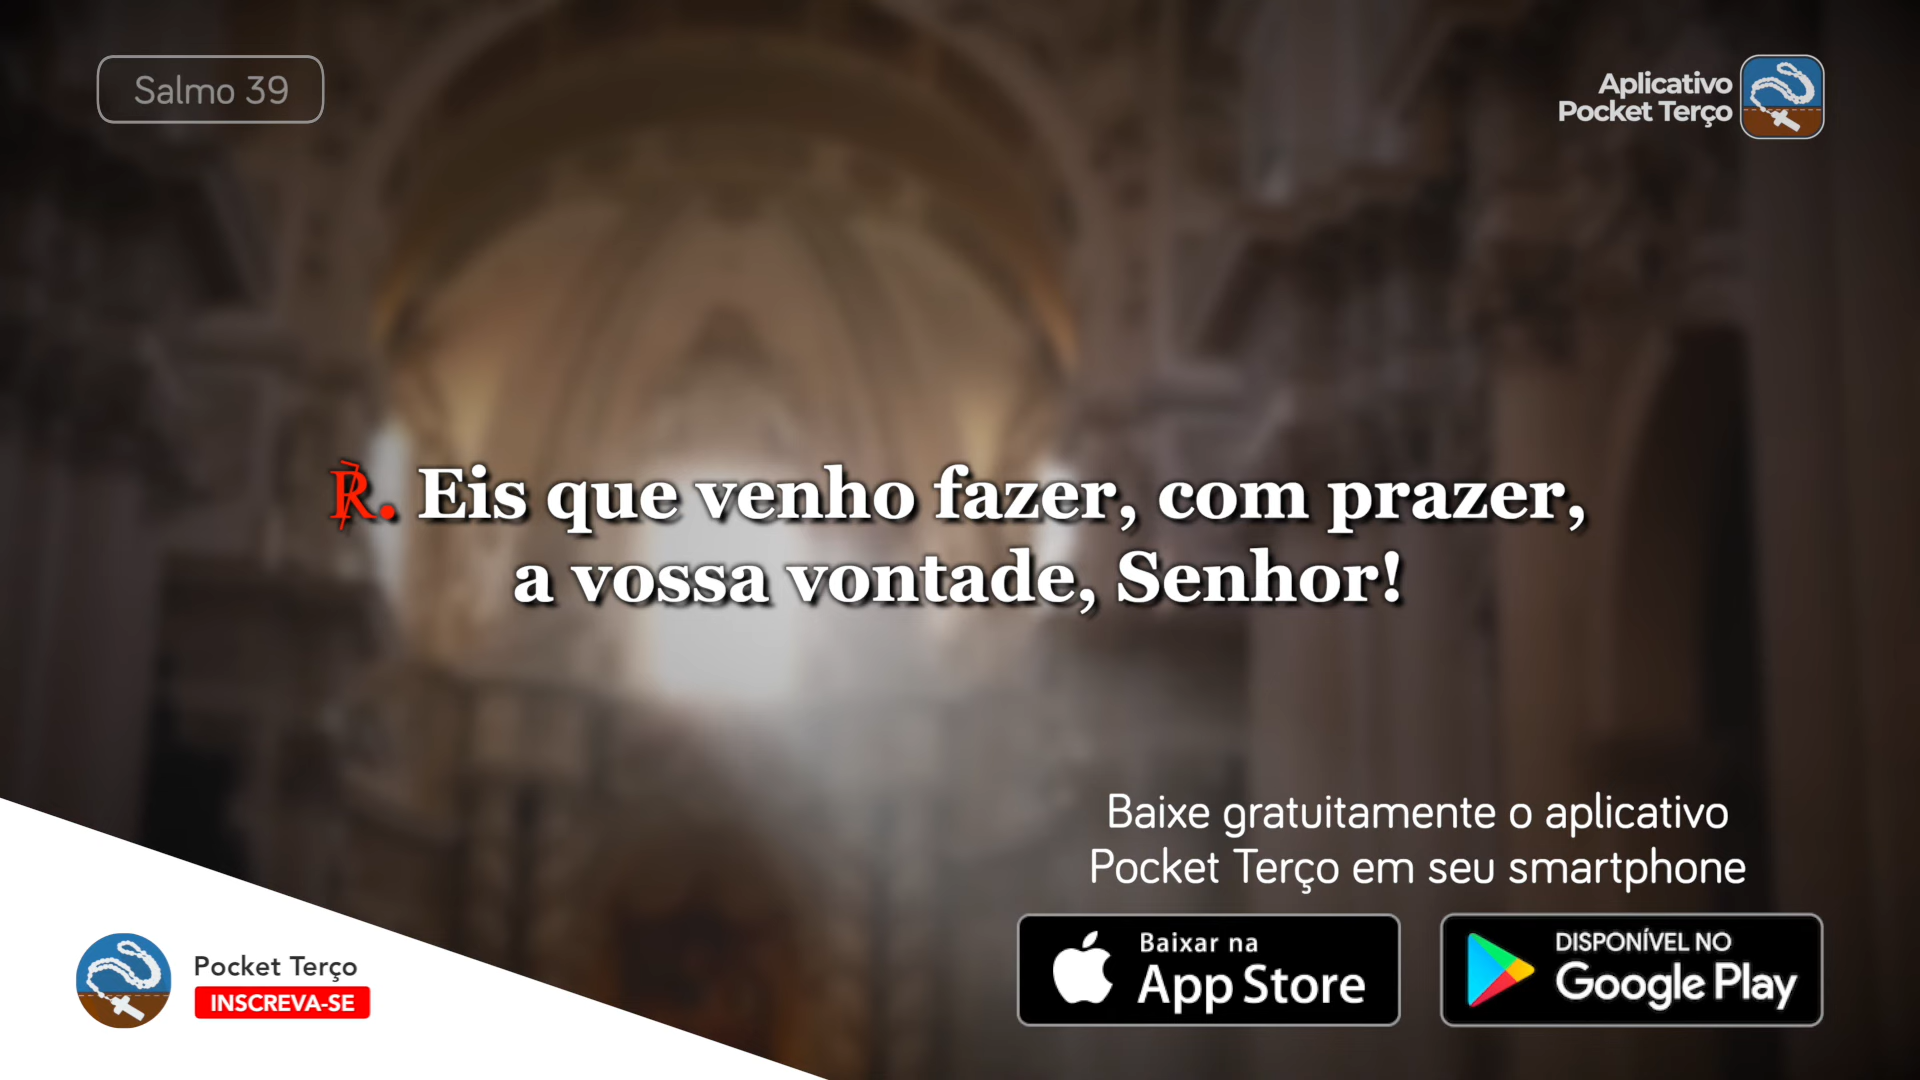 Salmo 39
Aplicativo
Pocket Terço
℟. Eis que venho fazer, com prazer,
a vossa vontade, Senhor!
Baixe gratuitamente o aplicativo
Pocket Terço em seu smartphone
Baixar na
App Store
DISPONÍVEL NO
Google Play
Pocket Terço
INSCREVA-SE